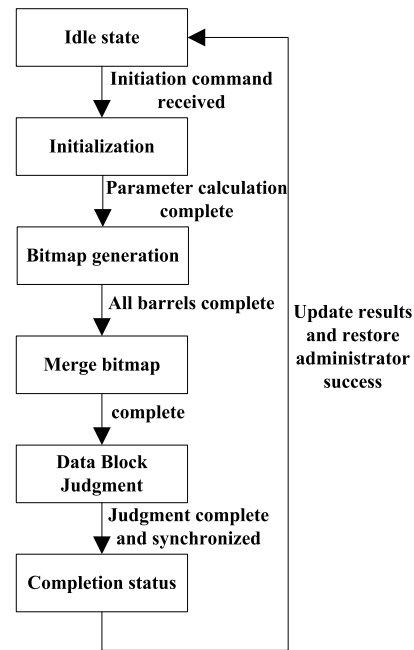 Idle state
Initiation command
received
Initialization
Parameter calculation
complete
Bitmap generation
All barrels complete
Update results
and restore
administrator
success
Merge bitmap
complete
Data Block
Judgment
Judgment complete
and synchronized
Completion status